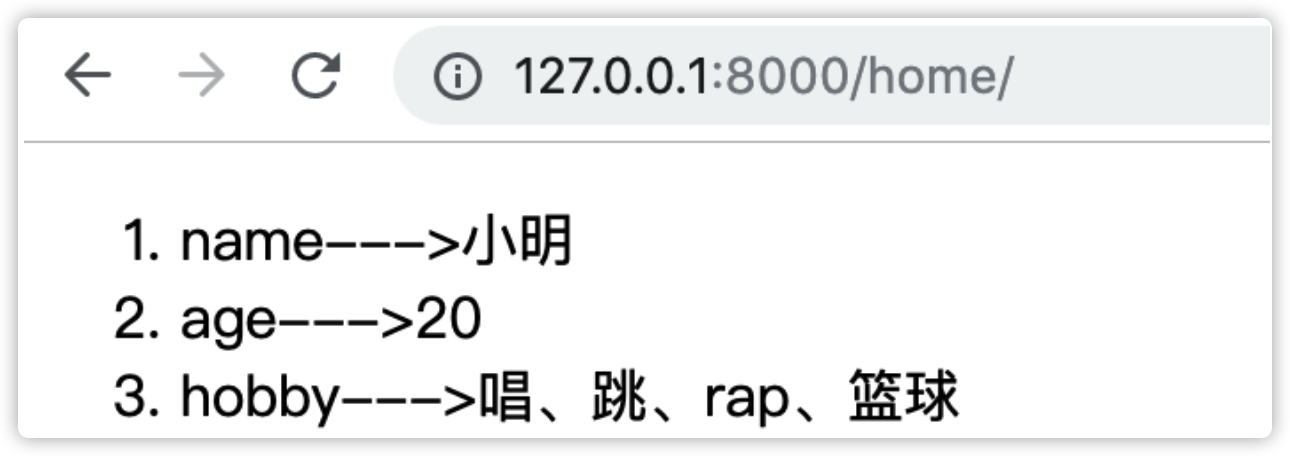 127.0.0.1:8000/home/
1. name--->小明
2. age--->20
3. hobby--->唱、跳、rap、篮球